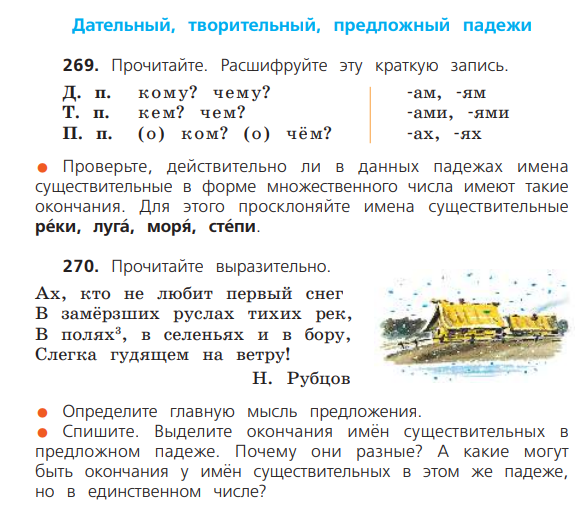 Дательный, творительный, предложный падежи
269. Прочитайте. Расшифруйте эту краткую запись.
Д. п. кому? чему? -ам, -ям
Т. п. кем? чем? -ами, -ями
П. п. (о) ком? (о) чём? -ах, -ях
• Проверьте, действительно ли в данных падежах имена
существительные в форме множественного числа имеют такие
окончания. Для этого просклоняйте имена существительные
ре́ки, луга́, моря́, сте́пи.
270. Прочитайте выразительно.
Ах, кто не любит первый снег
В замёрзших руслах тихих рек,
В полях³, в селеньях и в бору,
Слегка гудящем на ветру!
Н. Рубцов
• Определите главную мысль предложения.
• Спишите. Выделите окончания имён существительных в
предложном падеже. Почему они разные? А какие могут
быть окончания у имён существительных в этом же падеже,
но в единственном числе?